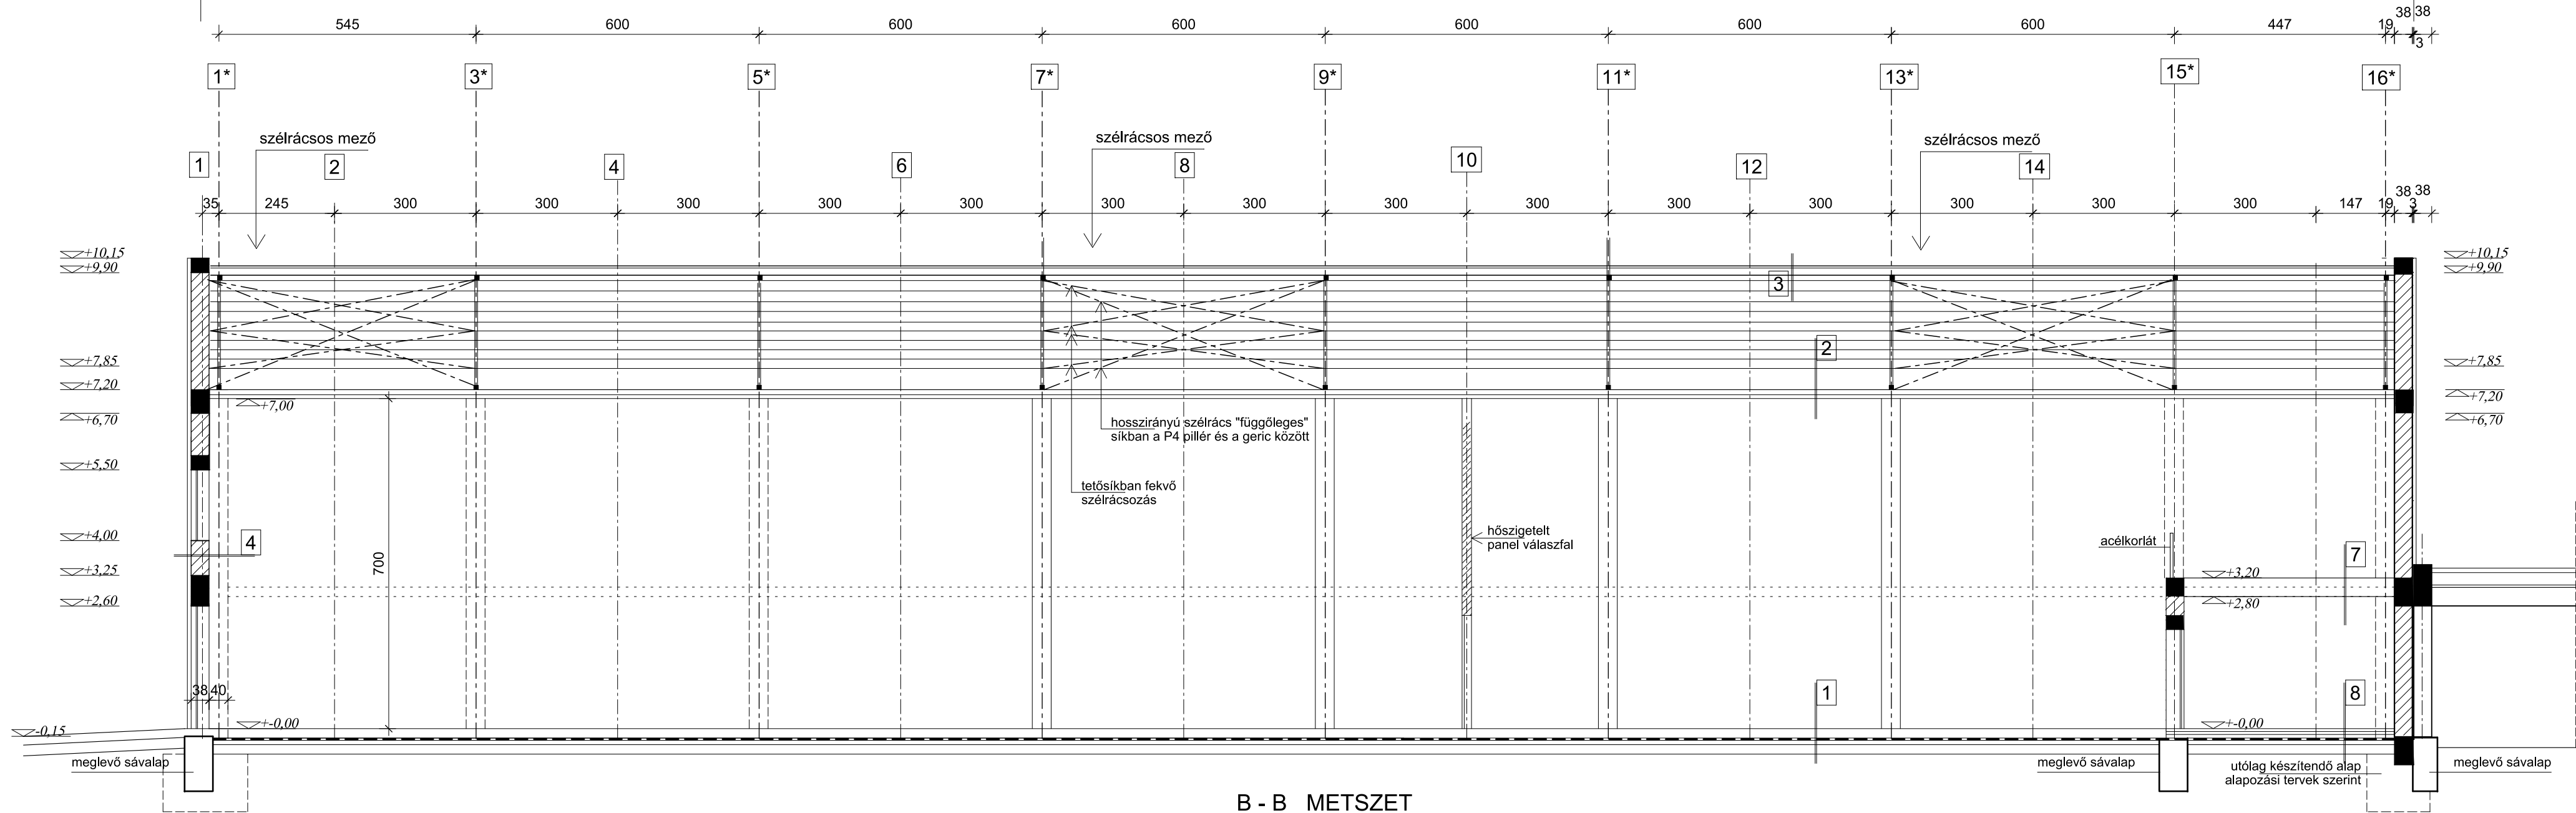 545 600 600 600 600 600 600 447 19 38 38
3
1* 3* 5* 7* 9* 11* 13* 15* 16*
szélrácsos mező szélrácsos mező szélrácsos mező
1 2 4 6 8 10 12 14
35 245 300 300 300 300 300 300 300 300 300 300 300 300 300 300 147 19 38 38
3
+10,15 +10,15
+9,90 +9,90
3
2
+7,85 +7,85
+7,20 +7,20
+7,00
+6,70 +6,70
hosszirányú szélrács "függőleges"
síkban a P4 pillér és a geric között
+5,50
tetősíkban fekvő
szélrácsozás
+4,00
4
hőszigetelt
panel válaszfal
acélkorlát
7
700
+3,25 +3,20
+2,60 +2,80
38 40
1 8
-0,15 +-0,00 +-0,00
meglevő sávalap meglevő sávalap
utólag készítendő alap
alapozási tervek szerint
meglevő sávalap
B - B METSZET